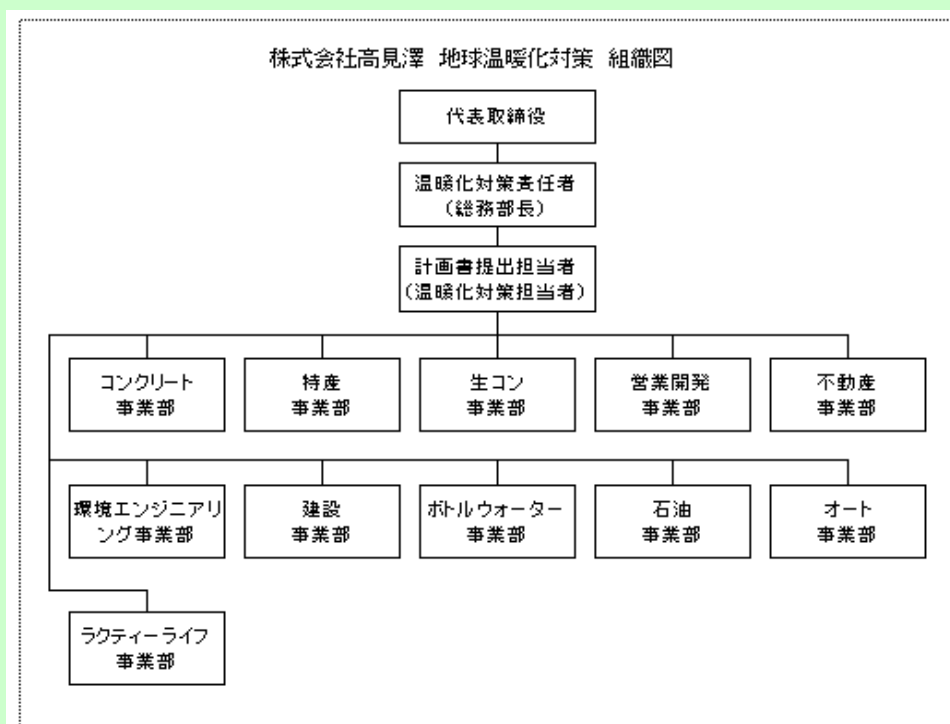 株式会社高見澤 地球温暖化対策 組織図
代表取締役
温暖化対策責任者
(総務部長)
計画書提出担当者
(温暖化対策担当者)
コンクリート
事業部
特産
事業部
生コン
事業部
営業開発
事業部
不動産
事業部
環境エンジニアリ
ング事業部
建設
事業部
ボトルウォーター
事業部
石油
事業部
オート
事業部
ラクティーライフ
事業部